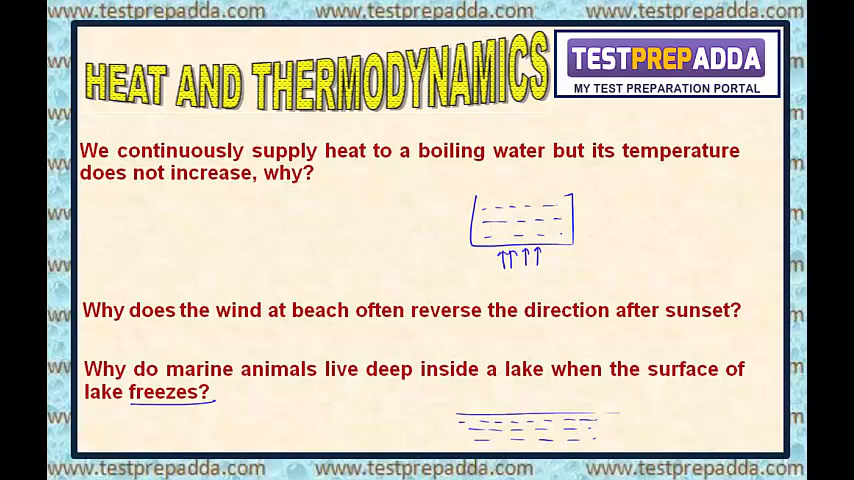 www.testprepadda.com www.testprepadda.com www.testprepadda.com
HEAT AND THERMODYNAMICS
TESTPREPADDA
MY TEST PREPARATION PORTAL
We continuously supply heat to a boiling water but its temperature
does not increase, why?
Why does the wind at beach often reverse the direction after sunset?
Why do marine animals live deep inside a lake when the surface of
lake freezes?
www.testprepadda.com www.testprepadda.com www.testprepadda.com